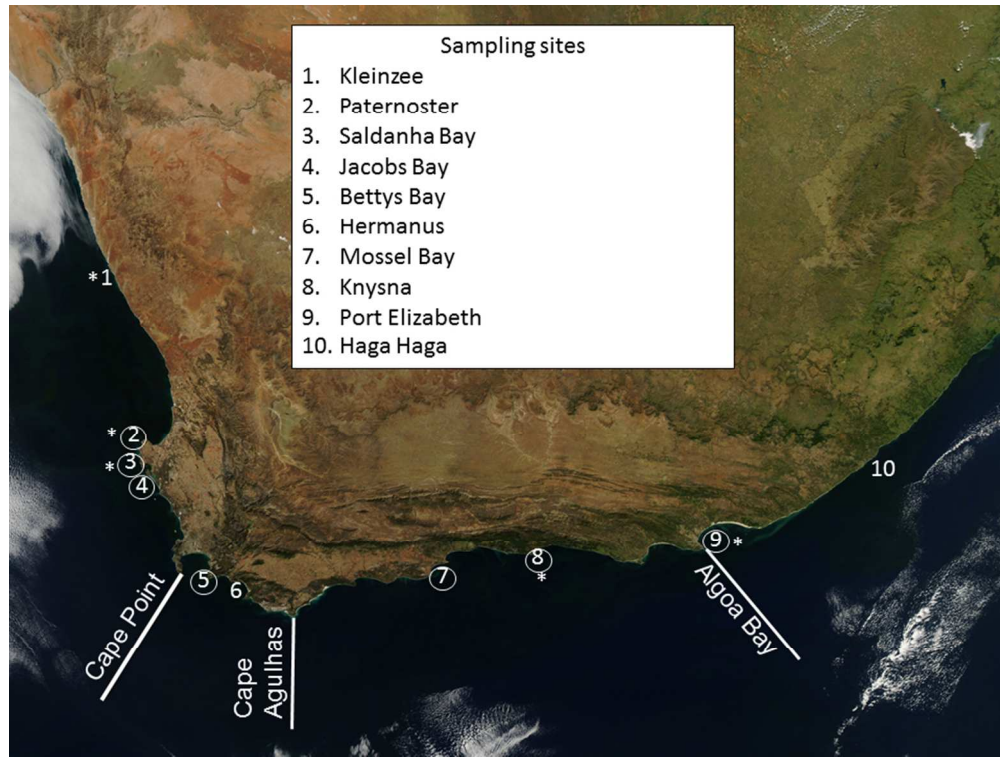 Sampling sites
1. Kleinzee
2. Paternoster
3. Saldanha Bay
4. Jacobs Bay
5. Bettys Bay
6. Hermanus
7. Mossel Bay
8. Knysna
9. Port Elizabeth
10. Haga Haga
*1
* 2
* 3
4
10
9 *
8
*
7
5
6
Cape Point
Cape
Agulhas
Algoa Bay